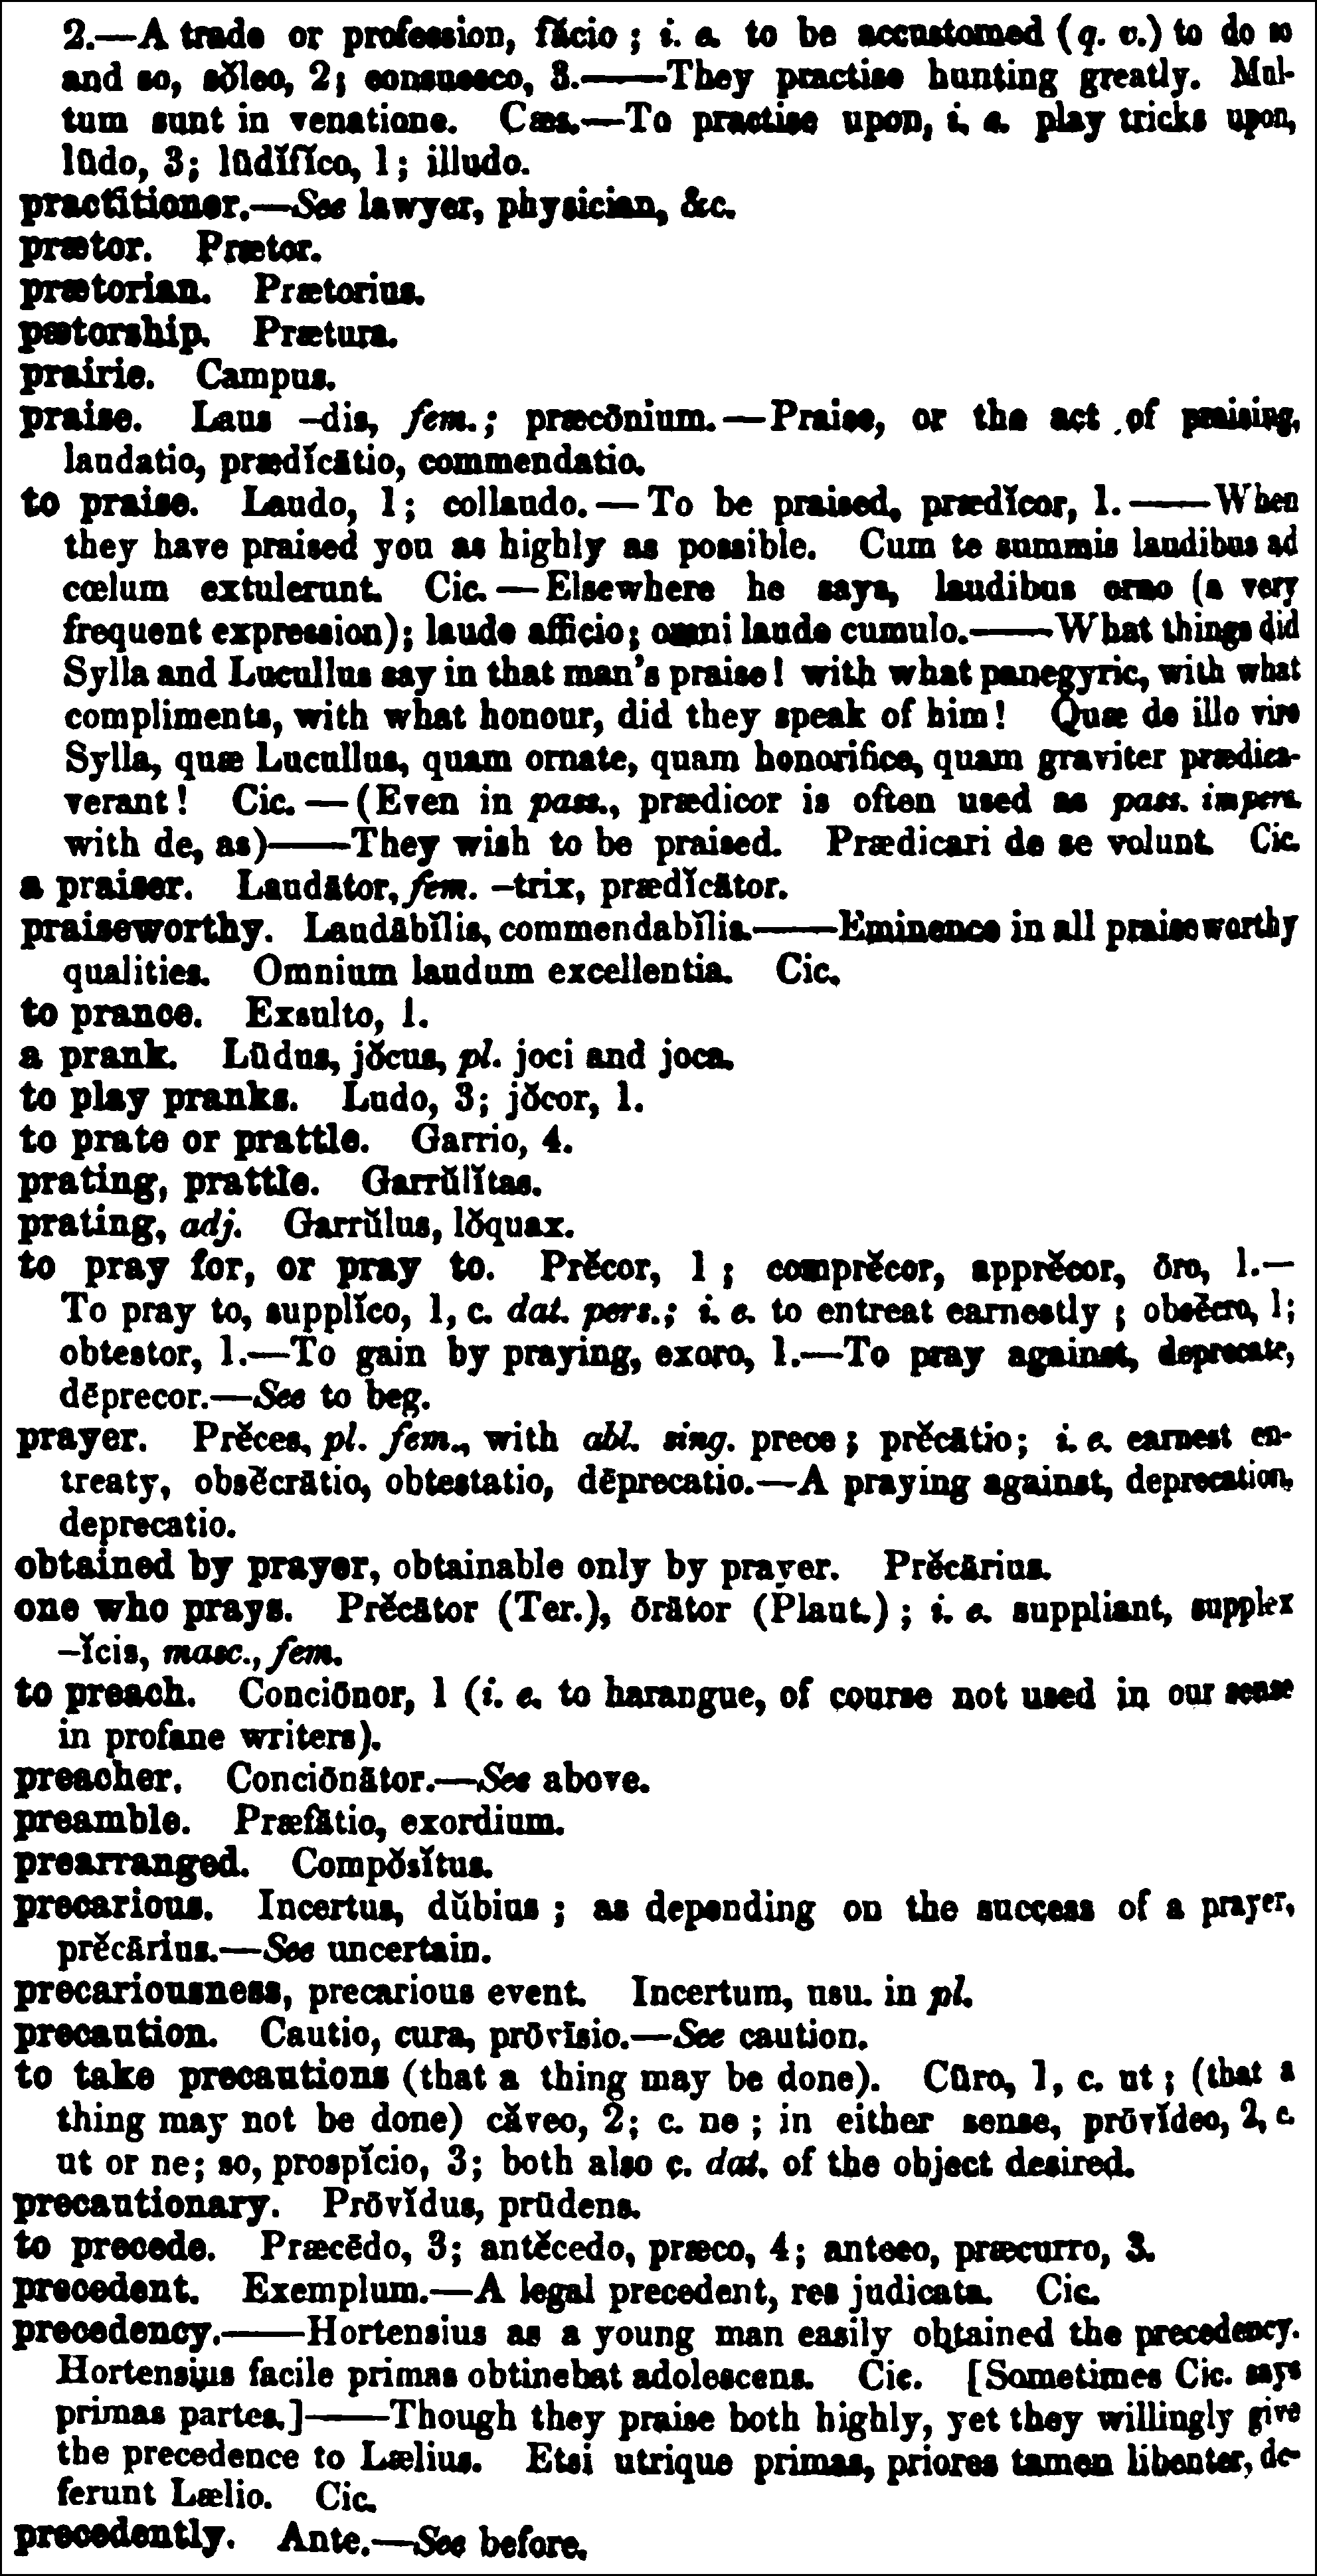 2.—A trade or profession, făcio; i. e. to be accustomed (q. v.) to do so
and so, sŏleo, 2; consuesco, 3.——They practise hunting greatly. Mul-
tum sunt in venatione. Cæs.—To practise upon, i. e. play tricks upon,
lūdo, 3; lūdĭfĭco, 1; illudo.
practitioner.—See lawyer, physician, &c.
prætor. Prætor.
prætorian. Prætorius.
pætorship. Prætura.
prairie. Campus.
praise. Laus –dis, fem.; præcōnium.—Praise, or the act of praising,
laudatio, prædĭcātio, commendatio.
to praise. Laudo, 1; collaudo.—To be praised, prædĭcor, 1.——When
they have praised you as highly as possible. Cum te summis laudibus ad
cœlum extulerunt. Cic.—Elsewhere he says, laudibus orno (a very
frequent expression); laude afficio; omni laude cumulo.——What things did
Sylla and Lucullus say in that man's praise! with what panegyric, with what
compliments, with what honour, did they speak of him! Quæ de illo viro
Sylla, quæ Lucullus, quam ornate, quam honorifice, quam graviter prædica-
verant! Cic.—(Even in pass., prædicor is often used as pass. impers.
with de, as)——They wish to be praised. Prædicari de se volunt. Cic.
a praiser. Laudātor, fem. –trix, prædĭcātor.
praiseworthy. Laudābĭlis, commendabĭlis.——Eminence in all praiseworthy
qualities. Omnium laudum excellentia. Cic.
to prance. Exsulto, 1.
a prank. Lūdus, jŏcus, pl. joci and joca.
to play pranks. Ludo, 3; jŏcor, 1.
to prate or prattle. Garrio, 4.
prating, prattle. Garrŭlĭtas.
prating, adj. Garrŭlus, lŏquax.
to pray for, or pray to. Prĕcor, 1; comprĕcor, apprĕcor, ōro, 1.—
To pray to, supplĭco, 1, c. dat. pers.; i. e. to entreat earnestly; obsĕcro, 1;
obtestor, 1.—To gain by praying, exoro, 1.—To pray against, deprecate,
dēprecor.—See to beg.
prayer. Prĕces, pl. fem., with abl. sing. prece; prĕcātio; i. e. earnest en-
treaty, obsĕcrātio, obtestatio, dēprecatio.—A praying against, deprecation,
deprecatio.
obtained by prayer, obtainable only by prayer. Prĕcārius.
one who prays. Prĕcātor (Ter.), ōrātor (Plaut.); i. e. suppliant, supplex
–ĭcis, masc., fem.
to preach. Conciōnor, 1 (i. e. to harangue, of course not used in our sense
in profane writers).
preacher. Conciōnātor.—See above.
preamble. Præfātio, exordium.
prearranged. Compŏsĭtus.
precarious. Incertus, dŭbius; as depending on the success of a prayer,
prĕcārius.—See uncertain.
precariousness, precarious event. Incertum, usu. in pl.
precaution. Cautio, cura, prōvīsio.—See caution.
to take precautions (that a thing may be done). Cūro, 1, c. ut; (that a
thing may not be done) căveo, 2; c. ne; in either sense, prōvĭdeo, 2, c.
ut or ne; so, prospĭcio, 3; both also c. dat. of the object desired.
precautionary. Prōvĭdus, prūdens.
to precede. Præcēdo, 3; antĕcedo, præeo, 4; anteeo, præcurro, 3.
precedent. Exemplum.—A legal precedent, res judicata. Cic.
precedency.——Hortensius as a young man easily obtained the precedency.
Hortensius facile primas obtinebat adolescens. Cic. [Sometimes Cic. says
primas partes.]——Though they praise both highly, yet they willingly give
the precedence to Lælius. Etsi utrique primas, priores tamen libenter, de-
ferunt Lælio. Cic.
precedently. Ante.—See before.